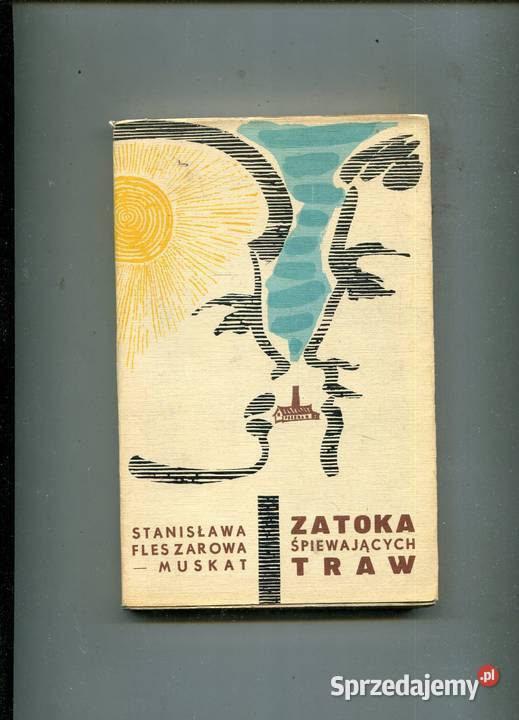 STANISŁAWA
FLESZAROWA
— MUSKAT
ZATOKA
ŚPIEWAJĄCYCH
TRAW
Sprzedajemy.pl